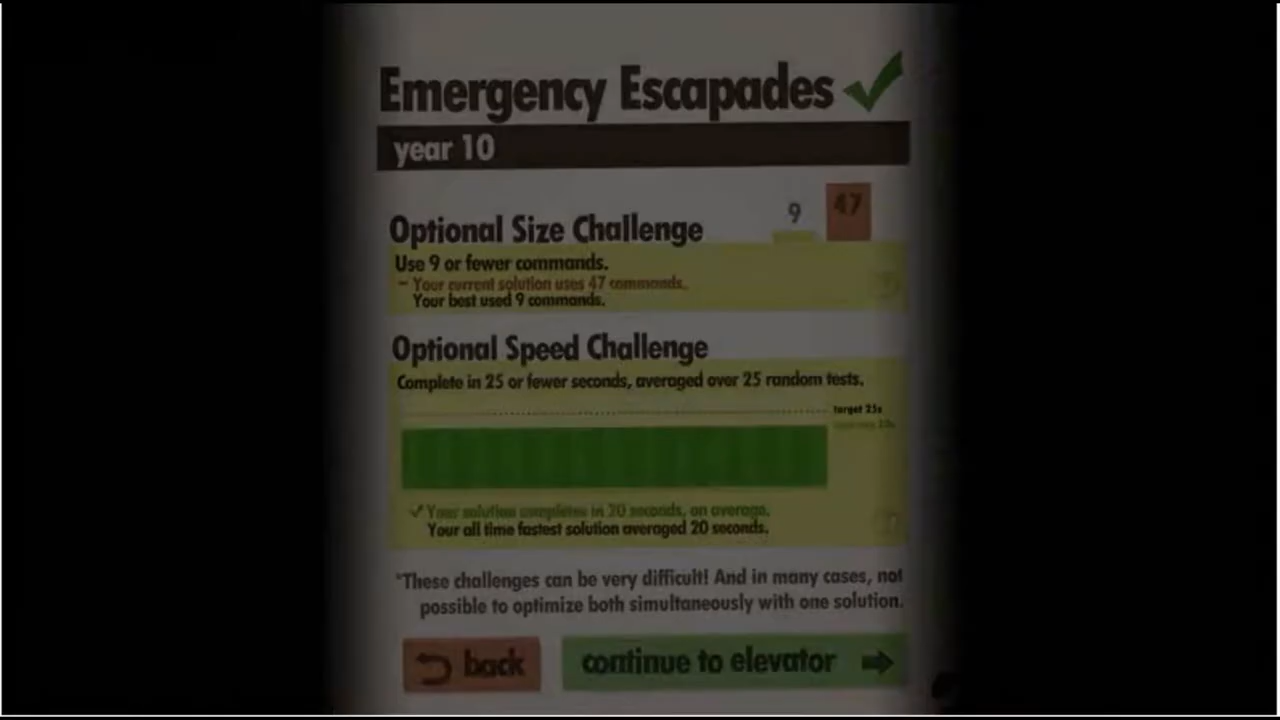 Emergency Escapades
year 10
9
47
Optional Size Challenge
Use 9 or fewer commands.
- Your current solution uses 47 commands.
Your best used 9 commands.
Optional Speed Challenge
Complete in 25 or fewer seconds, averaged over 25 random tests.
target 25s
✓ Your solution completes in 20 seconds, on average.
Your all time fastest solution averaged 20 seconds.
*These challenges can be very difficult! And in many cases, not
possible to optimize both simultaneously with one solution.
back
continue to elevator